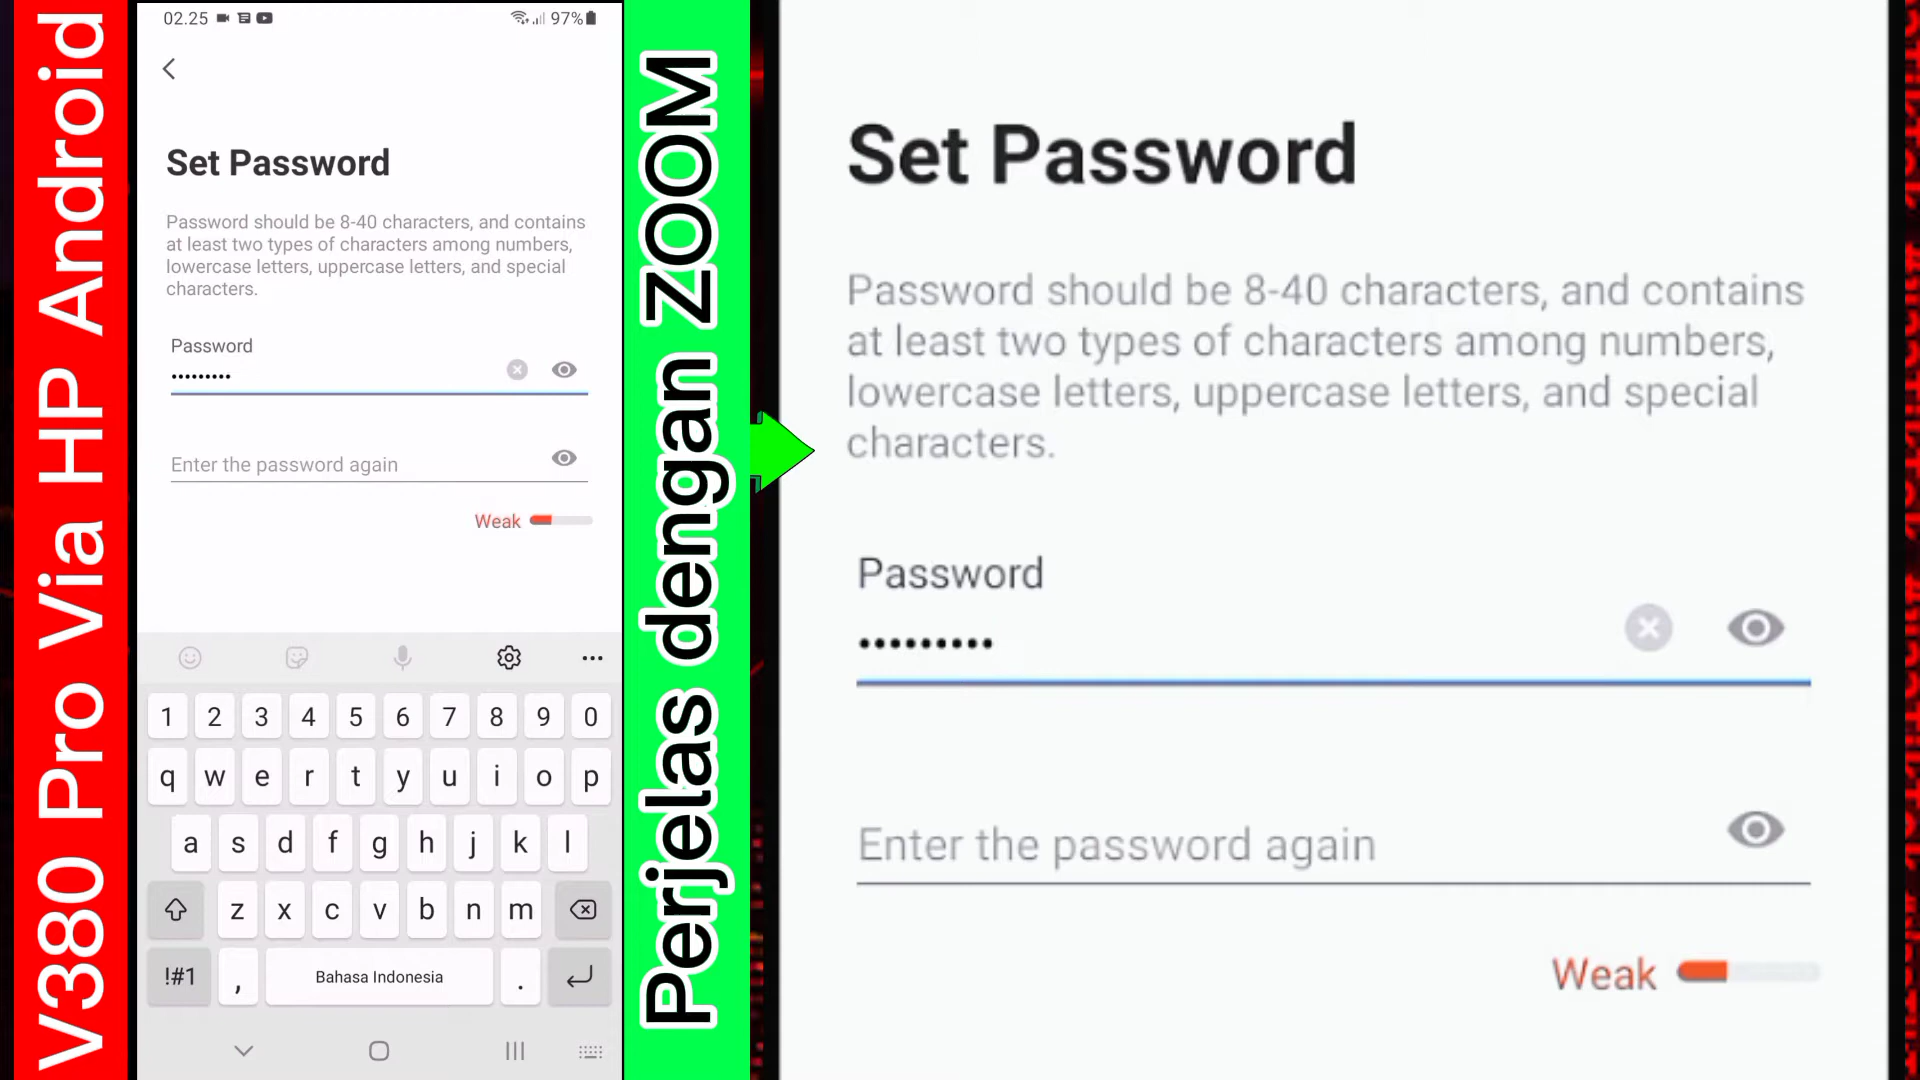 V380 Pro Via HP Android
02.25
97%
Set Password
Password should be 8-40 characters, and contains
at least two types of characters among numbers,
lowercase letters, uppercase letters, and special
characters.
Password
•••••••••
Enter the password again
Weak
1 2 3 4 5 6 7 8 9 0
q w e r t y u i o p
a s d f g h j k l
z x c v b n m
!#1 , Bahasa Indonesia .
Perjelas dengan ZOOM
Set Password
Password should be 8-40 characters, and contains
at least two types of characters among numbers,
lowercase letters, uppercase letters, and special
characters.
Password
•••••••••
Enter the password again
Weak